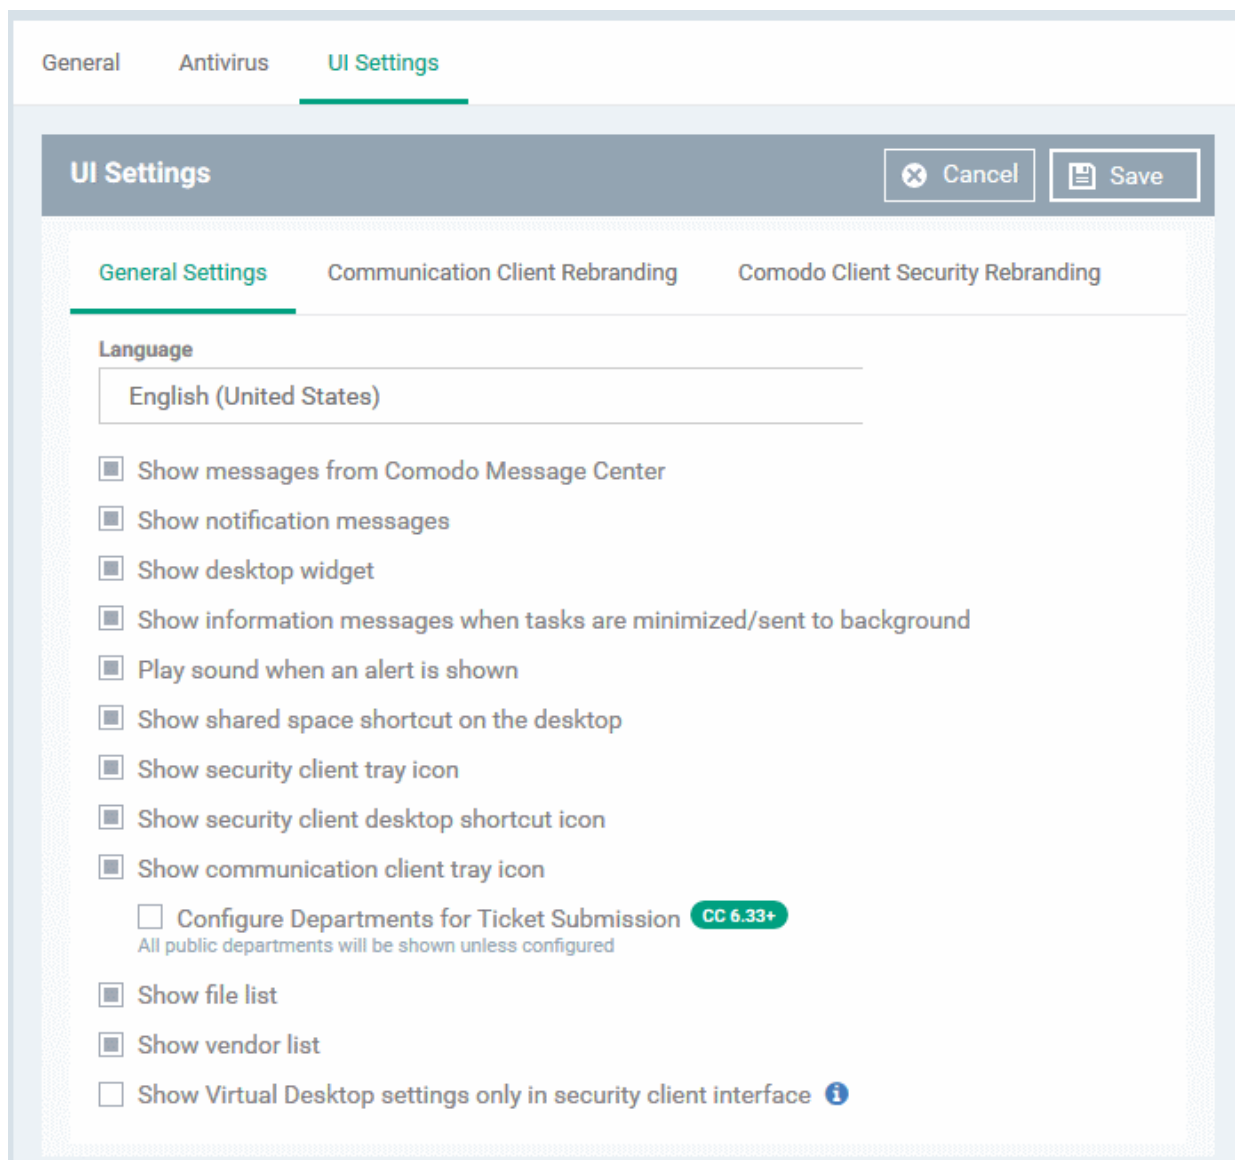 General Antivirus UI Settings
UI Settings Cancel Save
General Settings Communication Client Rebranding Comodo Client Security Rebranding
Language
English (United States)
Show messages from Comodo Message Center
Show notification messages
Show desktop widget
Show information messages when tasks are minimized/sent to background
Play sound when an alert is shown
Show shared space shortcut on the desktop
Show security client tray icon
Show security client desktop shortcut icon
Show communication client tray icon
Configure Departments for Ticket Submission CC 6.33+
All public departments will be shown unless configured
Show file list
Show vendor list
Show Virtual Desktop settings only in security client interface